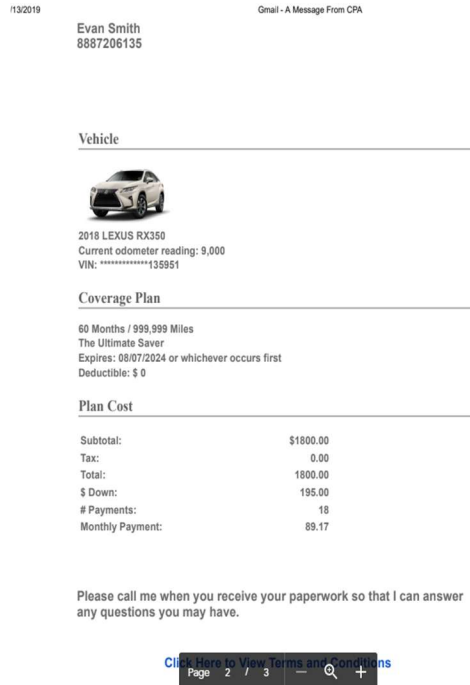 /13/2019 Gmail - A Message From CPA
Evan Smith
8887206135
Vehicle
2018 LEXUS RX350
Current odometer reading: 9,000
VIN: *************135951
Coverage Plan
60 Months / 999,999 Miles
The Ultimate Saver
Expires: 08/07/2024 or whichever occurs first
Deductible: $ 0
Plan Cost
Subtotal: $1800.00
Tax: 0.00
Total: 1800.00
$ Down: 195.00
# Payments: 18
Monthly Payment: 89.17
Please call me when you receive your paperwork so that I can answer
any questions you may have.
Click Here to View Terms and Conditions
Page 2 / 3